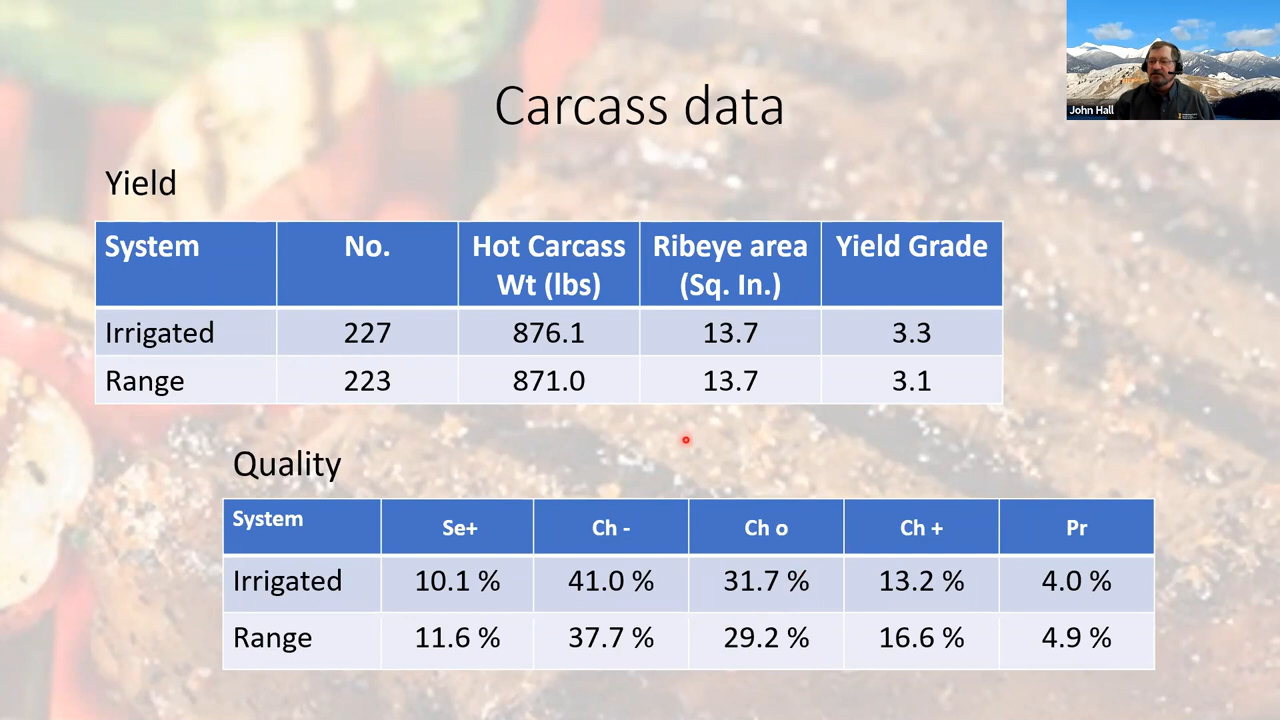 Carcass data
John Hall
Yield
System No. Hot Carcass Wt (lbs) Ribeye area (Sq. In.) Yield Grade
Irrigated 227 876.1 13.7 3.3
Range 223 871.0 13.7 3.1
Quality
System Se+ Ch - Ch o Ch + Pr
Irrigated 10.1 % 41.0 % 31.7 % 13.2 % 4.0 %
Range 11.6 % 37.7 % 29.2 % 16.6 % 4.9 %